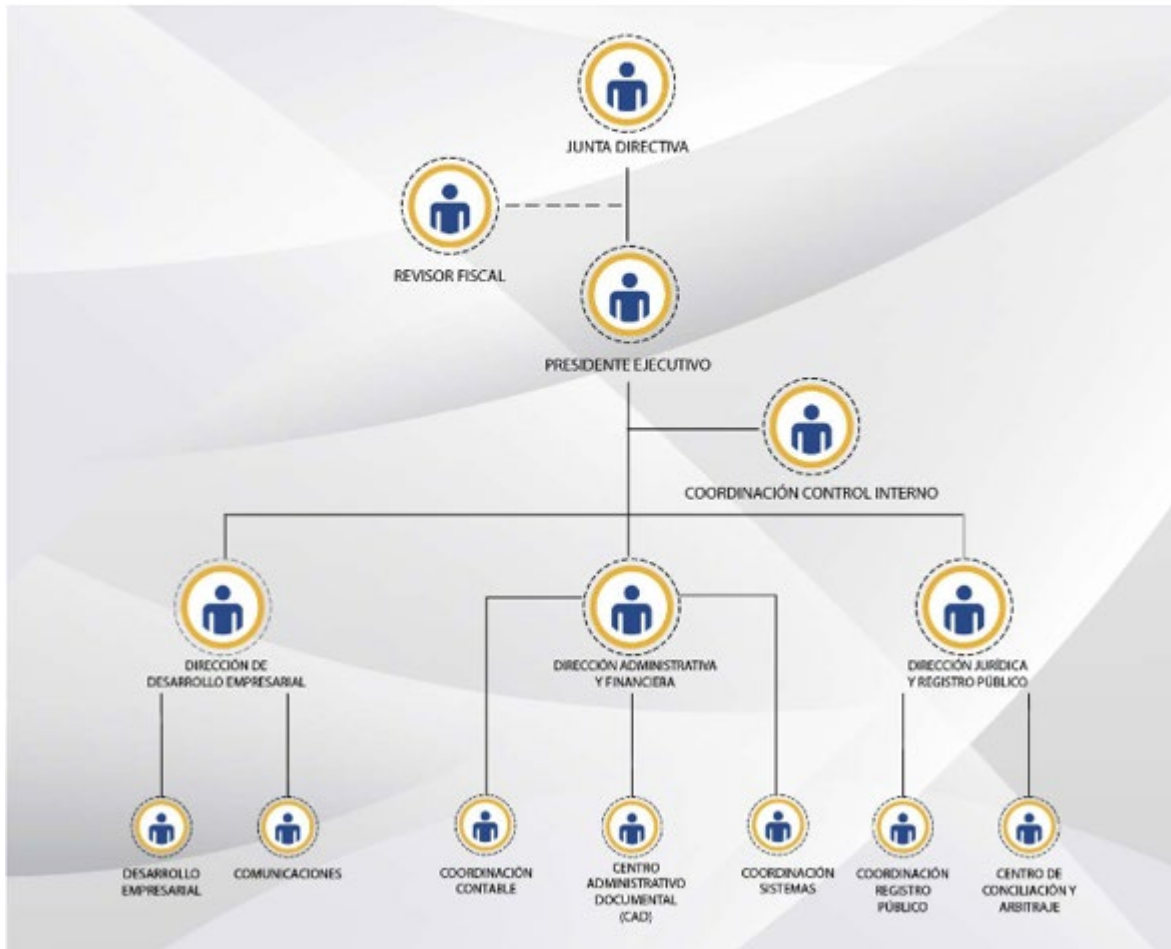 JUNTA DIRECTIVA
REVISOR FISCAL
PRESIDENTE EJECUTIVO
COORDINACIÓN CONTROL INTERNO
DIRECCIÓN DE
DESARROLLO EMPRESARIAL
DIRECCIÓN ADMINISTRATIVA
Y FINANCIERA
DIRECCIÓN JURÍDICA
Y REGISTRO PÚBLICO
DESARROLLO
EMPRESARIAL
COMUNICACIONES
COORDINACIÓN
CONTABLE
CENTRO
ADMINISTRATIVO
DOCUMENTAL
(CAD)
COORDINACIÓN
SISTEMAS
COORDINACIÓN
REGISTRO
PÚBLICO
CENTRO DE
CONCILIACIÓN Y
ARBITRAJE